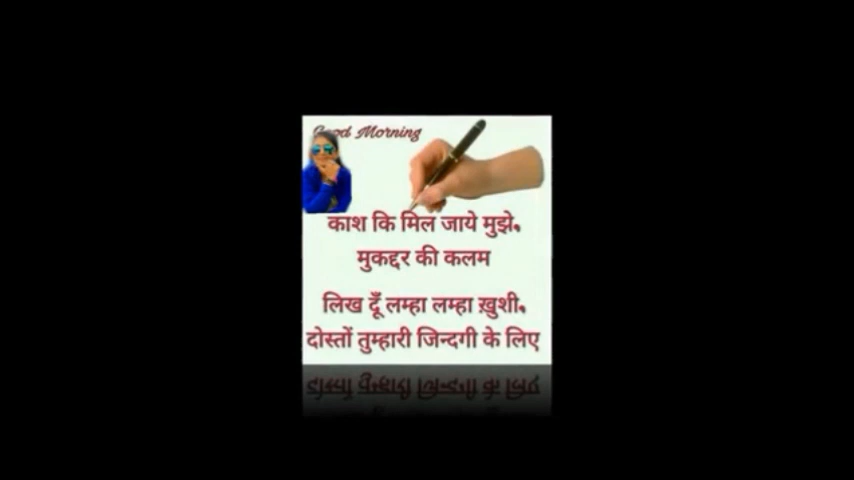 Good Morning
काश कि मिल जाये मुझे,
मुकद्दर की कलम
लिख दूँ लम्हा लम्हा ख़ुशी,
दोस्तों तुम्हारी जिन्दगी के लिए